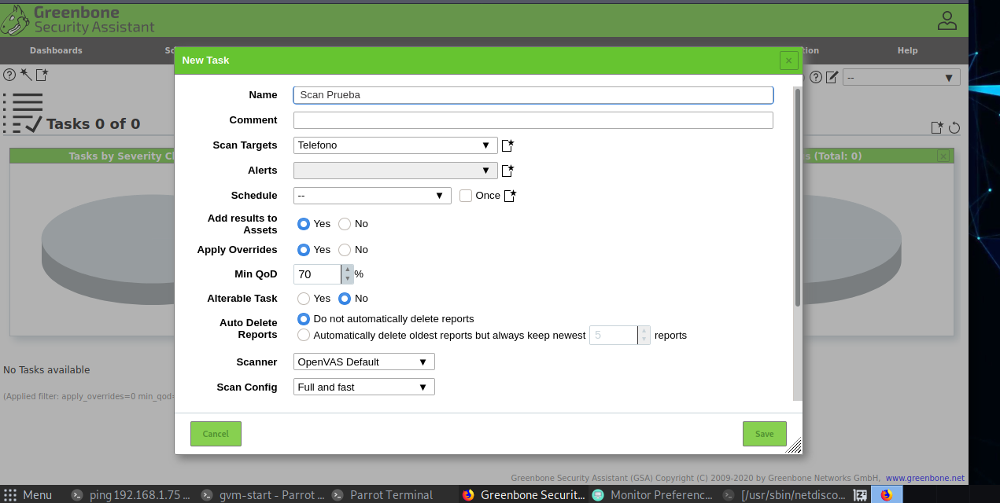 Greenbone
Security Assistant
Dashboards
Sc
tion
Help
New Task
×
Name
Scan Prueba
Comment
Scan Targets
Telefono
Alerts
Schedule
--
Once
Add results to
Assets
Yes
No
Apply Overrides
Yes
No
Min QoD
70
%
Alterable Task
Yes
No
Auto Delete
Reports
Do not automatically delete reports
Automatically delete oldest reports but always keep newest
5
reports
Scanner
OpenVAS Default
Scan Config
Full and fast
Cancel
Save
--
Tasks 0 of 0
Tasks by Severity Cl
s (Total: 0)
×
No Tasks available
(Applied filter: apply_overrides=0 min_qod=
Greenbone Security Assistant (GSA) Copyright (C) 2009-2020 by Greenbone Networks GmbH, www.greenbone.net
Menu
ping 192.168.1.75 ...
gvm-start - Parrot ...
Parrot Terminal
Greenbone Securit...
Monitor Preferenc...
[/usr/sbin/netdisco...